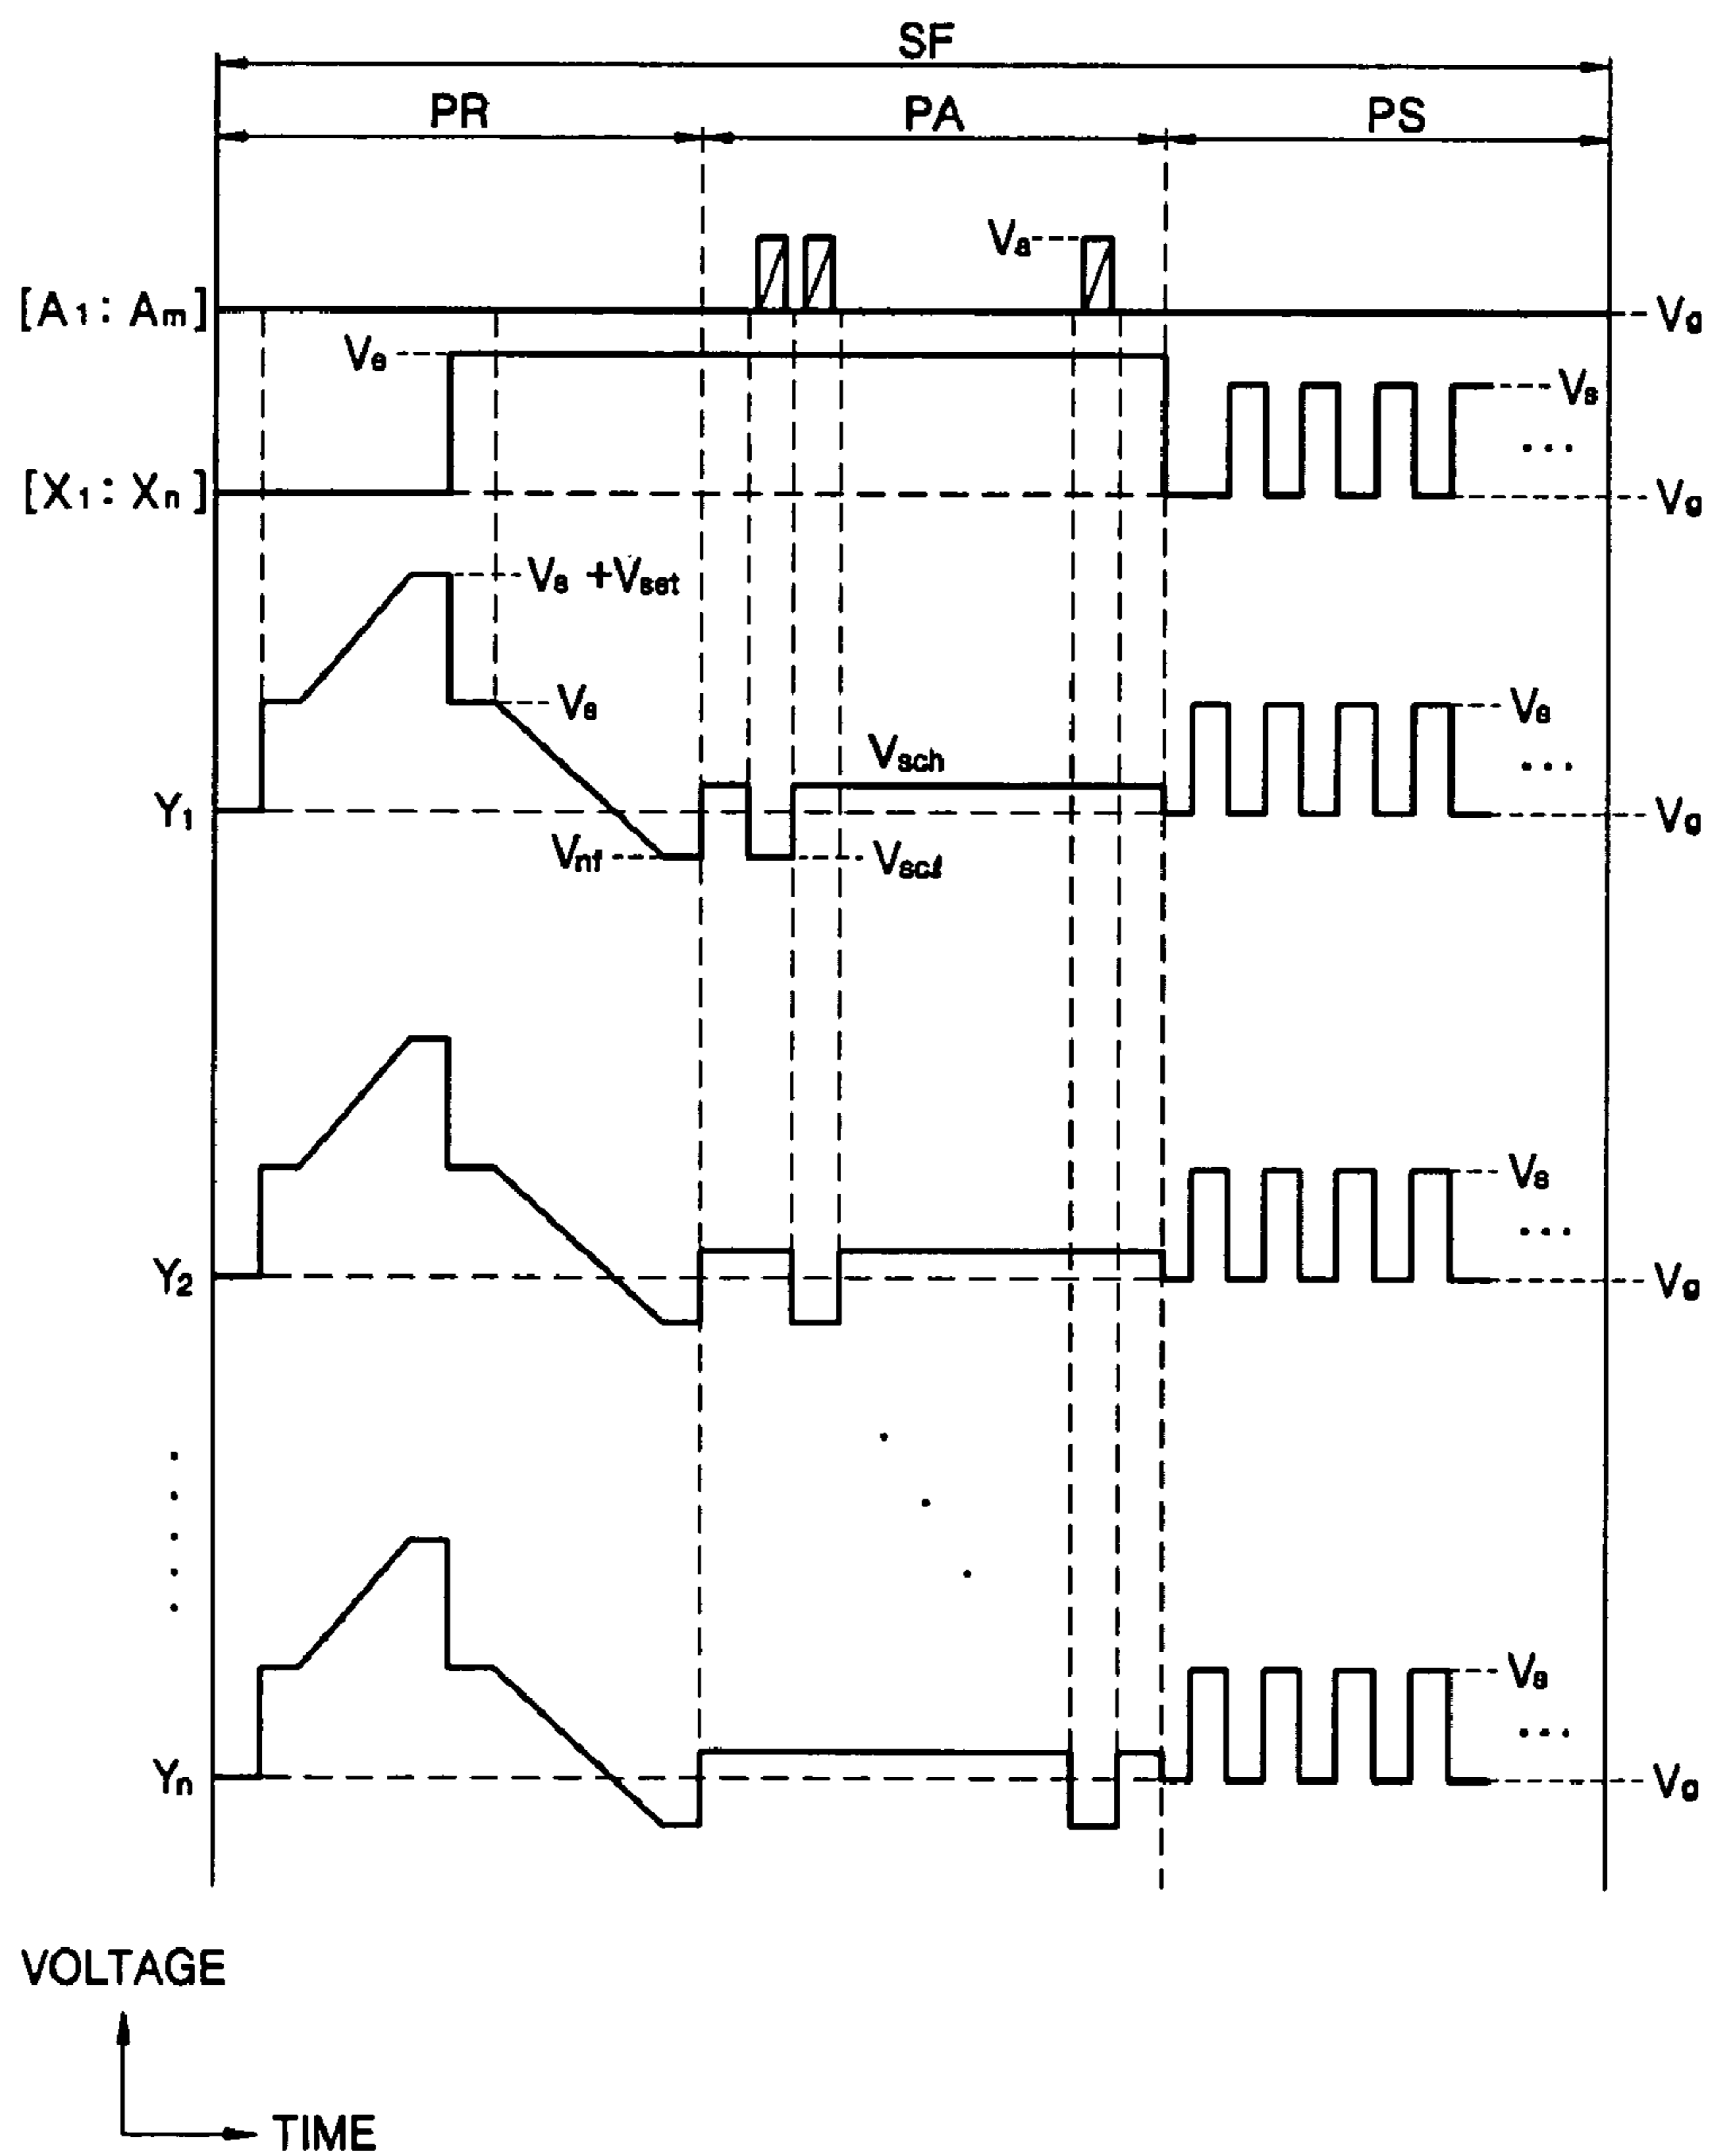 SF
PR PA PS
Va
[A1: Am] Vg
Ve
Vs
[X1: Xn] Vg
Vs +Vset
Vs Vs
Vsch
Y1 Vg
Vnf Vscℓ
Vs
...
Y2 Vg
Vs
...
Yn Vg
VOLTAGE
TIME